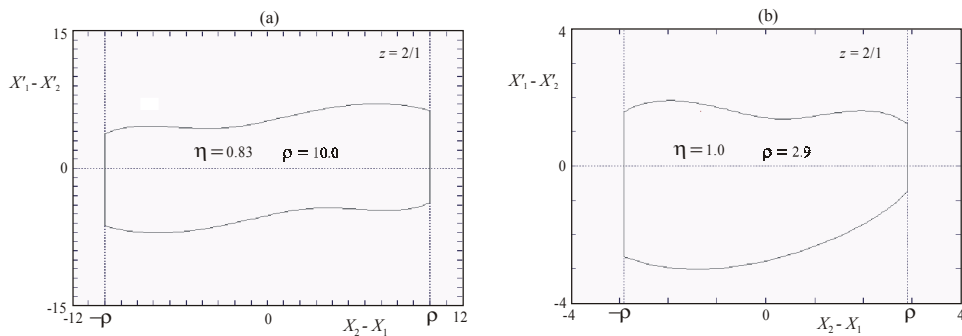 (a)
15
z = 2/1
X'1 - X'2
η = 0.83
ρ = 10.0
0
-15
-12
-ρ
0
X2 - X1
ρ
12
(b)
4
z = 2/1
X'1 - X'2
η = 1.0
ρ = 2.9
0
-4
-4
-ρ
0
X2 - X1
ρ
4